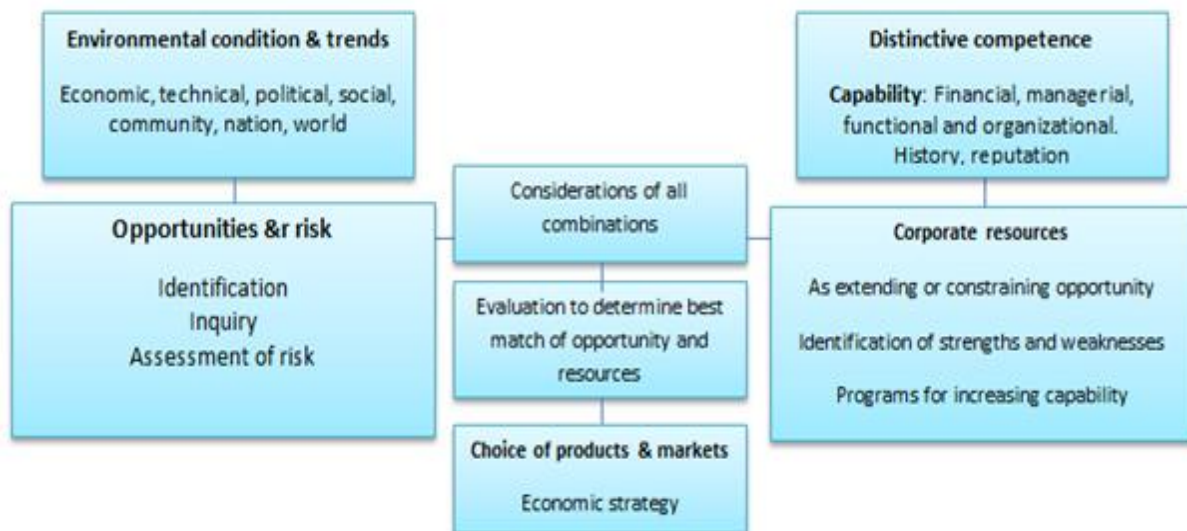 Environmental condition & trends
Economic, technical, political, social,
community, nation, world
Opportunities &r risk
Identification
Inquiry
Assessment of risk
Considerations of all
combinations
Evaluation to determine best
match of opportunity and
resources
Choice of products & markets
Economic strategy
Distinctive competence
Capability: Financial, managerial,
functional and organizational.
History, reputation
Corporate resources
As extending or constraining opportunity
Identification of strengths and weaknesses
Programs for increasing capability